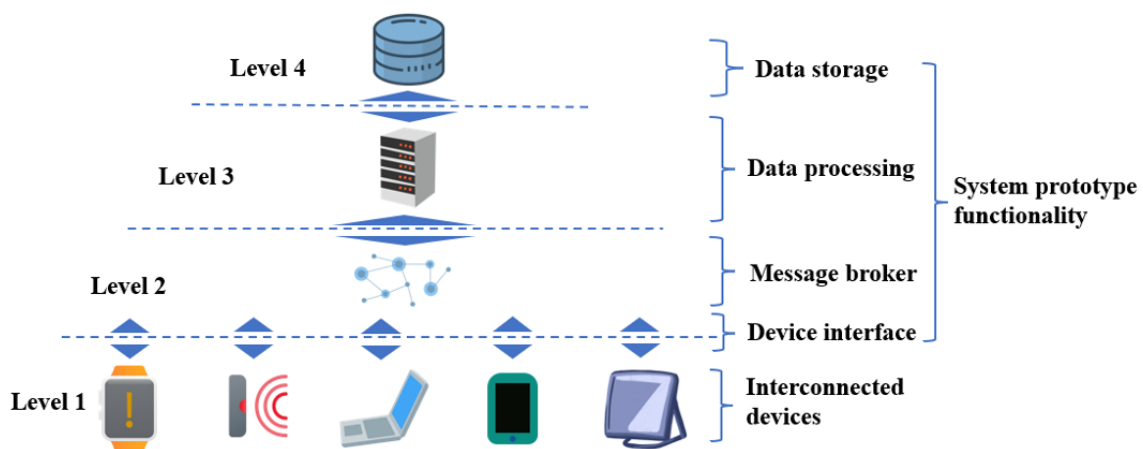 Level 4
Data storage
Level 3
Data processing
System prototype
functionality
Level 2
Message broker
Device interface
Level 1
Interconnected
devices